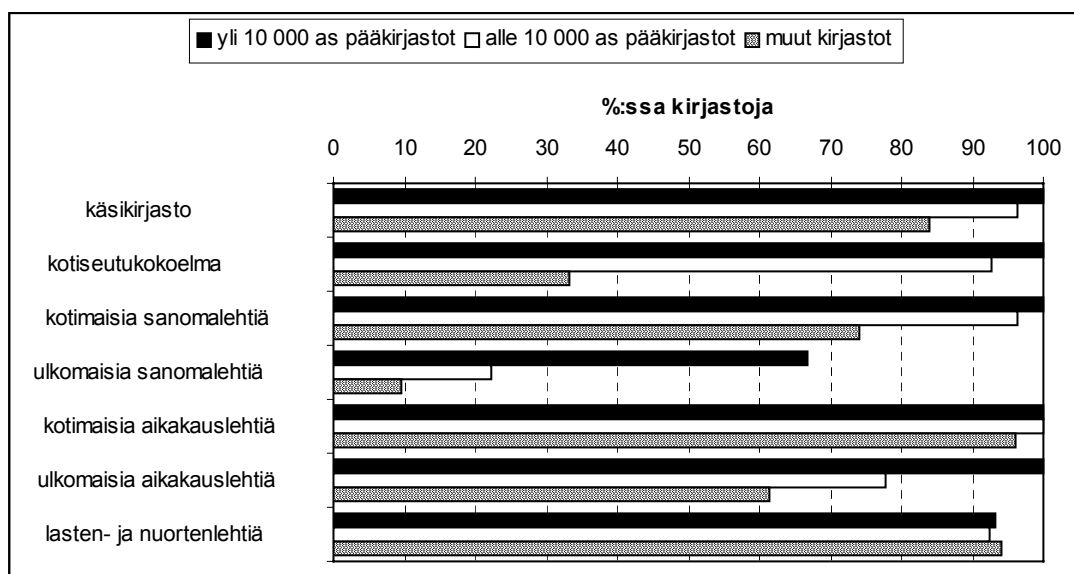 yli 10 000 as pääkirjastot alle 10 000 as pääkirjastot muut kirjastot
%:ssa kirjastoja
0 10 20 30 40 50 60 70 80 90 100
käsikirjasto
kotiseutukokoelma
kotimaisia sanomalehtiä
ulkomaisia sanomalehtiä
kotimaisia aikakauslehtiä
ulkomaisia aikakauslehtiä
lasten- ja nuortenlehtiä